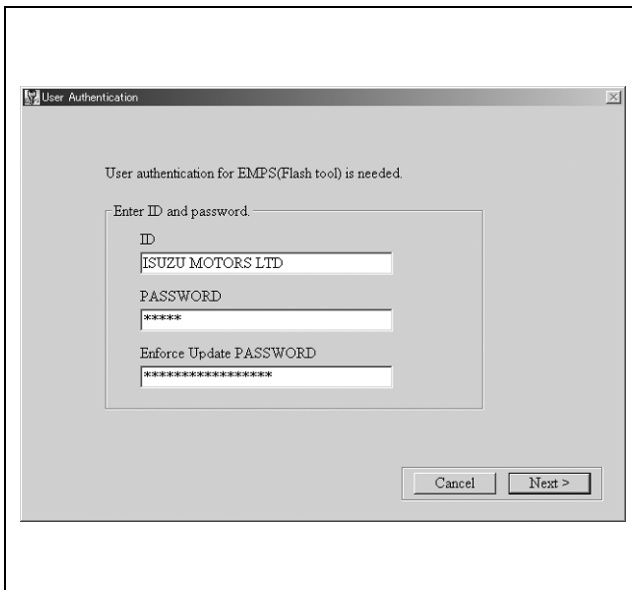 User Authentication
User authentication for EMPS(Flash tool) is needed.
Enter ID and password.
ID
ISUZU MOTORS LTD
PASSWORD
*****
Enforce Update PASSWORD
*****************
Cancel
Next >